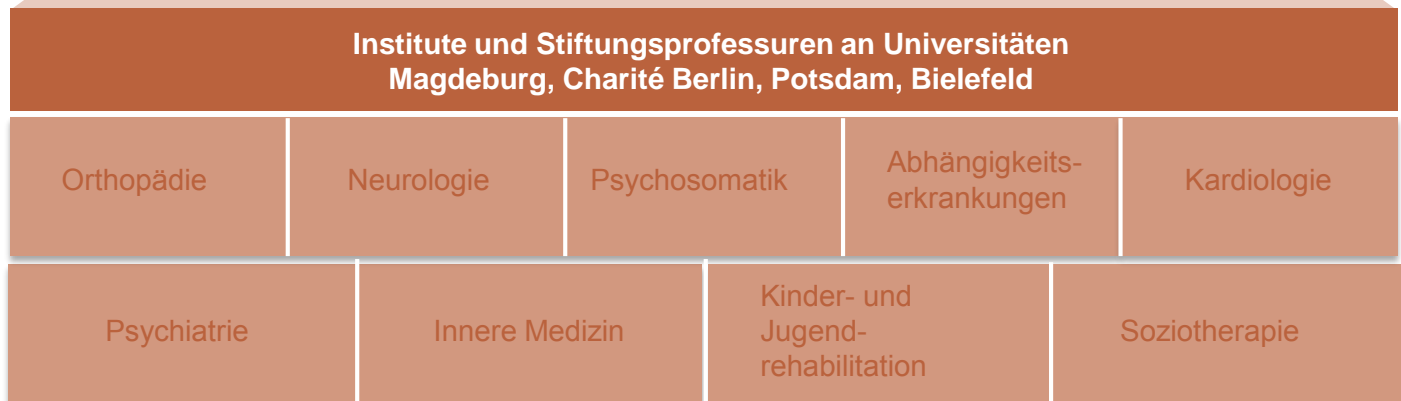 Institute und Stiftungsprofessuren an Universitäten
Magdeburg, Charité Berlin, Potsdam, Bielefeld
Orthopädie
Neurologie
Psychosomatik
Abhängigkeits-
erkrankungen
Kardiologie
Psychiatrie
Innere Medizin
Kinder- und
Jugend-
rehabilitation
Soziotherapie